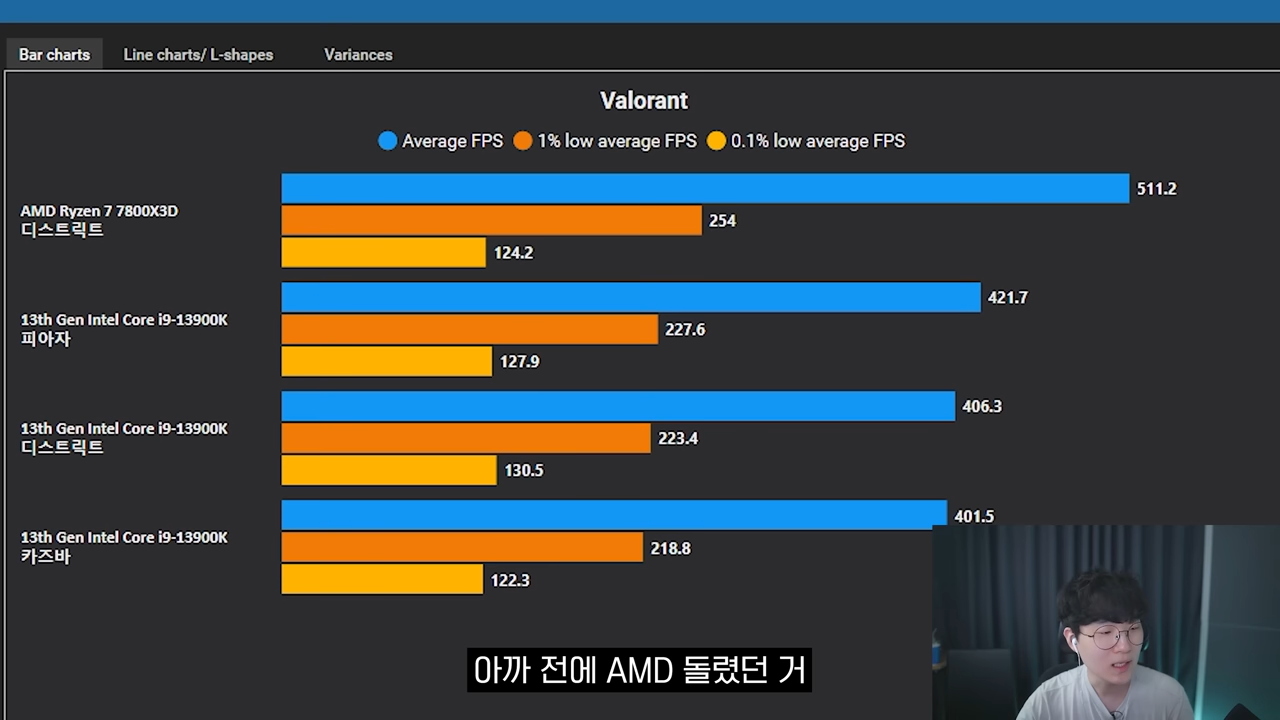 Bar charts
Line charts/ L-shapes
Variances
Valorant
Average FPS
1% low average FPS
0.1% low average FPS
AMD Ryzen 7 7800X3D
디스트릭트
511.2
254
124.2
13th Gen Intel Core i9-13900K
피아자
421.7
227.6
127.9
13th Gen Intel Core i9-13900K
디스트릭트
406.3
223.4
130.5
13th Gen Intel Core i9-13900K
카즈바
401.5
218.8
122.3
아까 전에 AMD 돌렸던 거